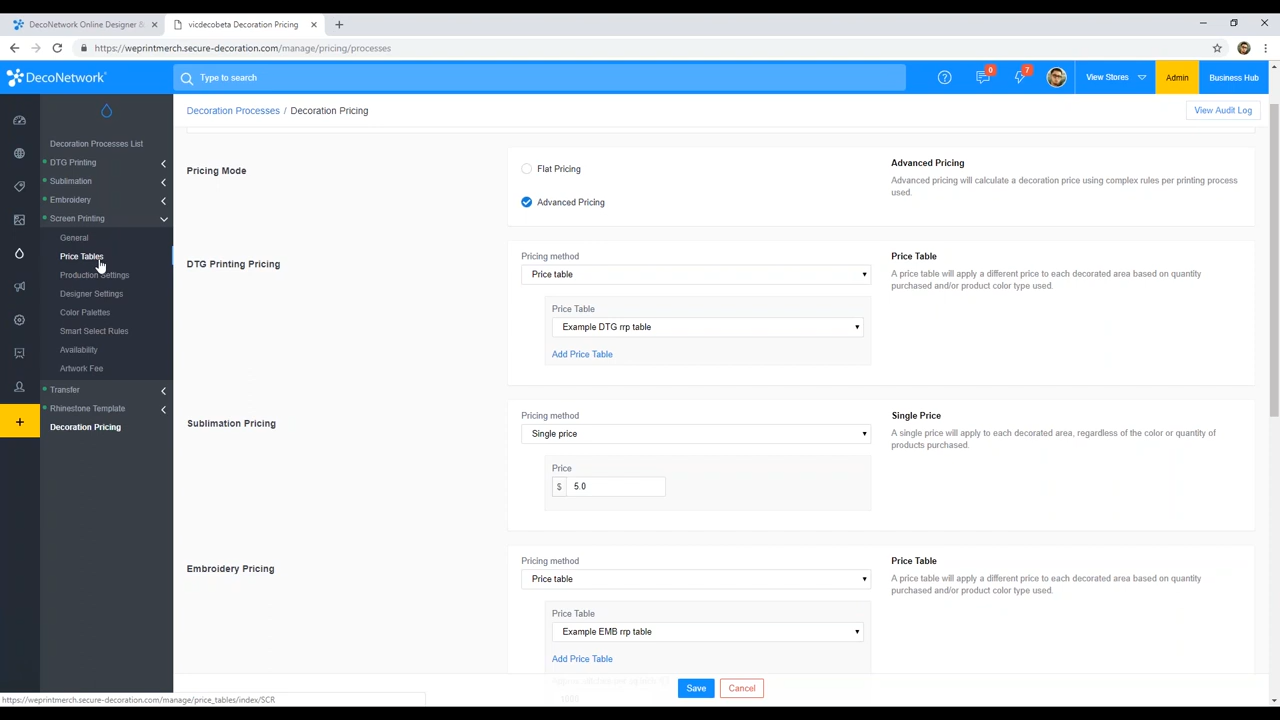 DecoNetwork Online Designer &
vicdecobeta Decoration Pricing
https://weprintmerch.secure-decoration.com/manage/pricing/processes
DecoNetwork
Type to search
0
7
View Stores
Admin
Business Hub
Decoration Processes / Decoration Pricing
View Audit Log
Decoration Processes List
DTG Printing
Sublimation
Embroidery
Screen Printing
General
Price Tables
Production Settings
Designer Settings
Color Palettes
Smart Select Rules
Availability
Artwork Fee
Transfer
Rhinestone Template
Decoration Pricing
Pricing Mode
Flat Pricing
Advanced Pricing
Advanced Pricing
Advanced pricing will calculate a decoration price using complex rules per printing process
used.
DTG Printing Pricing
Pricing method
Price table
Price Table
Example DTG rrp table
Add Price Table
Price Table
A price table will apply a different price to each decorated area based on quantity
purchased and/or product color type used.
Sublimation Pricing
Pricing method
Single price
Price
$ 5.0
Single Price
A single price will apply to each decorated area, regardless of the color or quantity of
products purchased.
Embroidery Pricing
Pricing method
Price table
Price Table
Example EMB rrp table
Add Price Table
Price Table
A price table will apply a different price to each decorated area based on quantity
purchased and/or product color type used.
1000
Save
Cancel
https://weprintmerch.secure-decoration.com/manage/price_tables/index/SCR